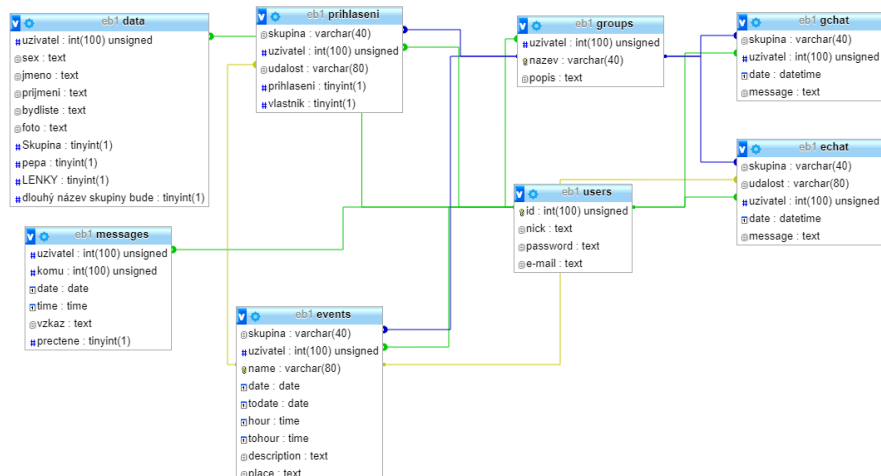 eb1 data
uzivatel : int(100) unsigned
sex : text
jmeno : text
prijmeni : text
bydliste : text
foto : text
Skupina : tinyint(1)
pepa : tinyint(1)
LENKY : tinyint(1)
dlouhý název skupiny bude : tinyint(1)
eb1 prihlaseni
skupina : varchar(40)
uzivatel : int(100) unsigned
udalost : varchar(80)
prihlaseni : tinyint(1)
vlastnik : tinyint(1)
eb1 groups
uzivatel : int(100) unsigned
nazev : varchar(40)
popis : text
eb1 gchat
skupina : varchar(40)
uzivatel : int(100) unsigned
date : datetime
message : text
eb1 echat
skupina : varchar(40)
udalost : varchar(80)
uzivatel : int(100) unsigned
date : datetime
message : text
eb1 users
id : int(100) unsigned
nick : text
password : text
e-mail : text
eb1 messages
uzivatel : int(100) unsigned
komu : int(100) unsigned
date : date
time : time
vzkaz : text
prectene : tinyint(1)
eb1 events
skupina : varchar(40)
uzivatel : int(100) unsigned
name : varchar(80)
date : date
todate : date
hour : time
tohour : time
description : text
place : text